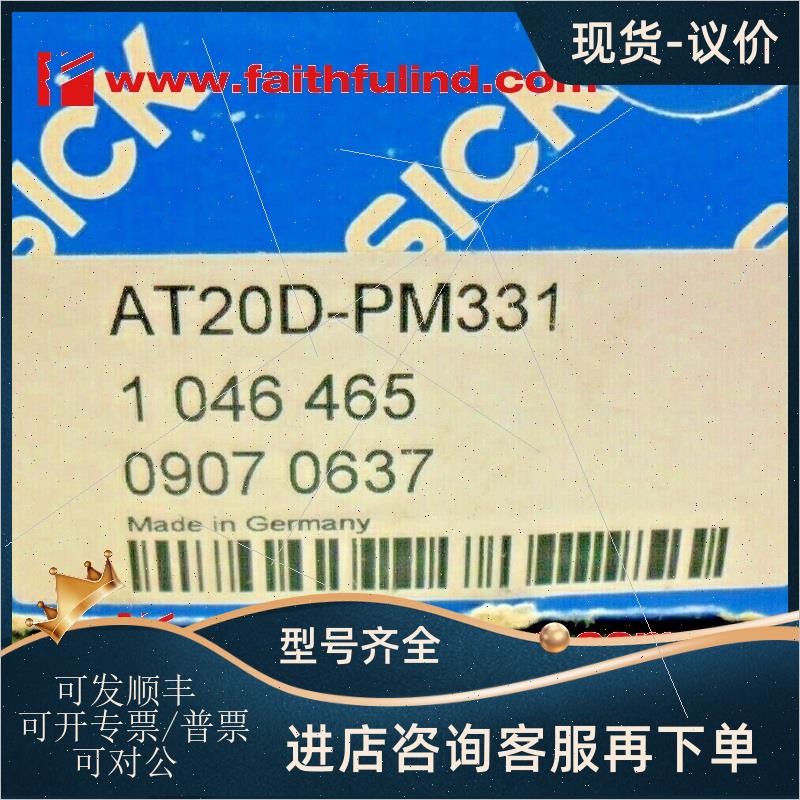 现货-议价
www.faithfulind.com
SICK
SICK
AT20D-PM331
1 046 465
0907 0637
Made in Germany
型号齐全
可发顺丰
可开专票/普票
可对公
进店咨询客服再下单